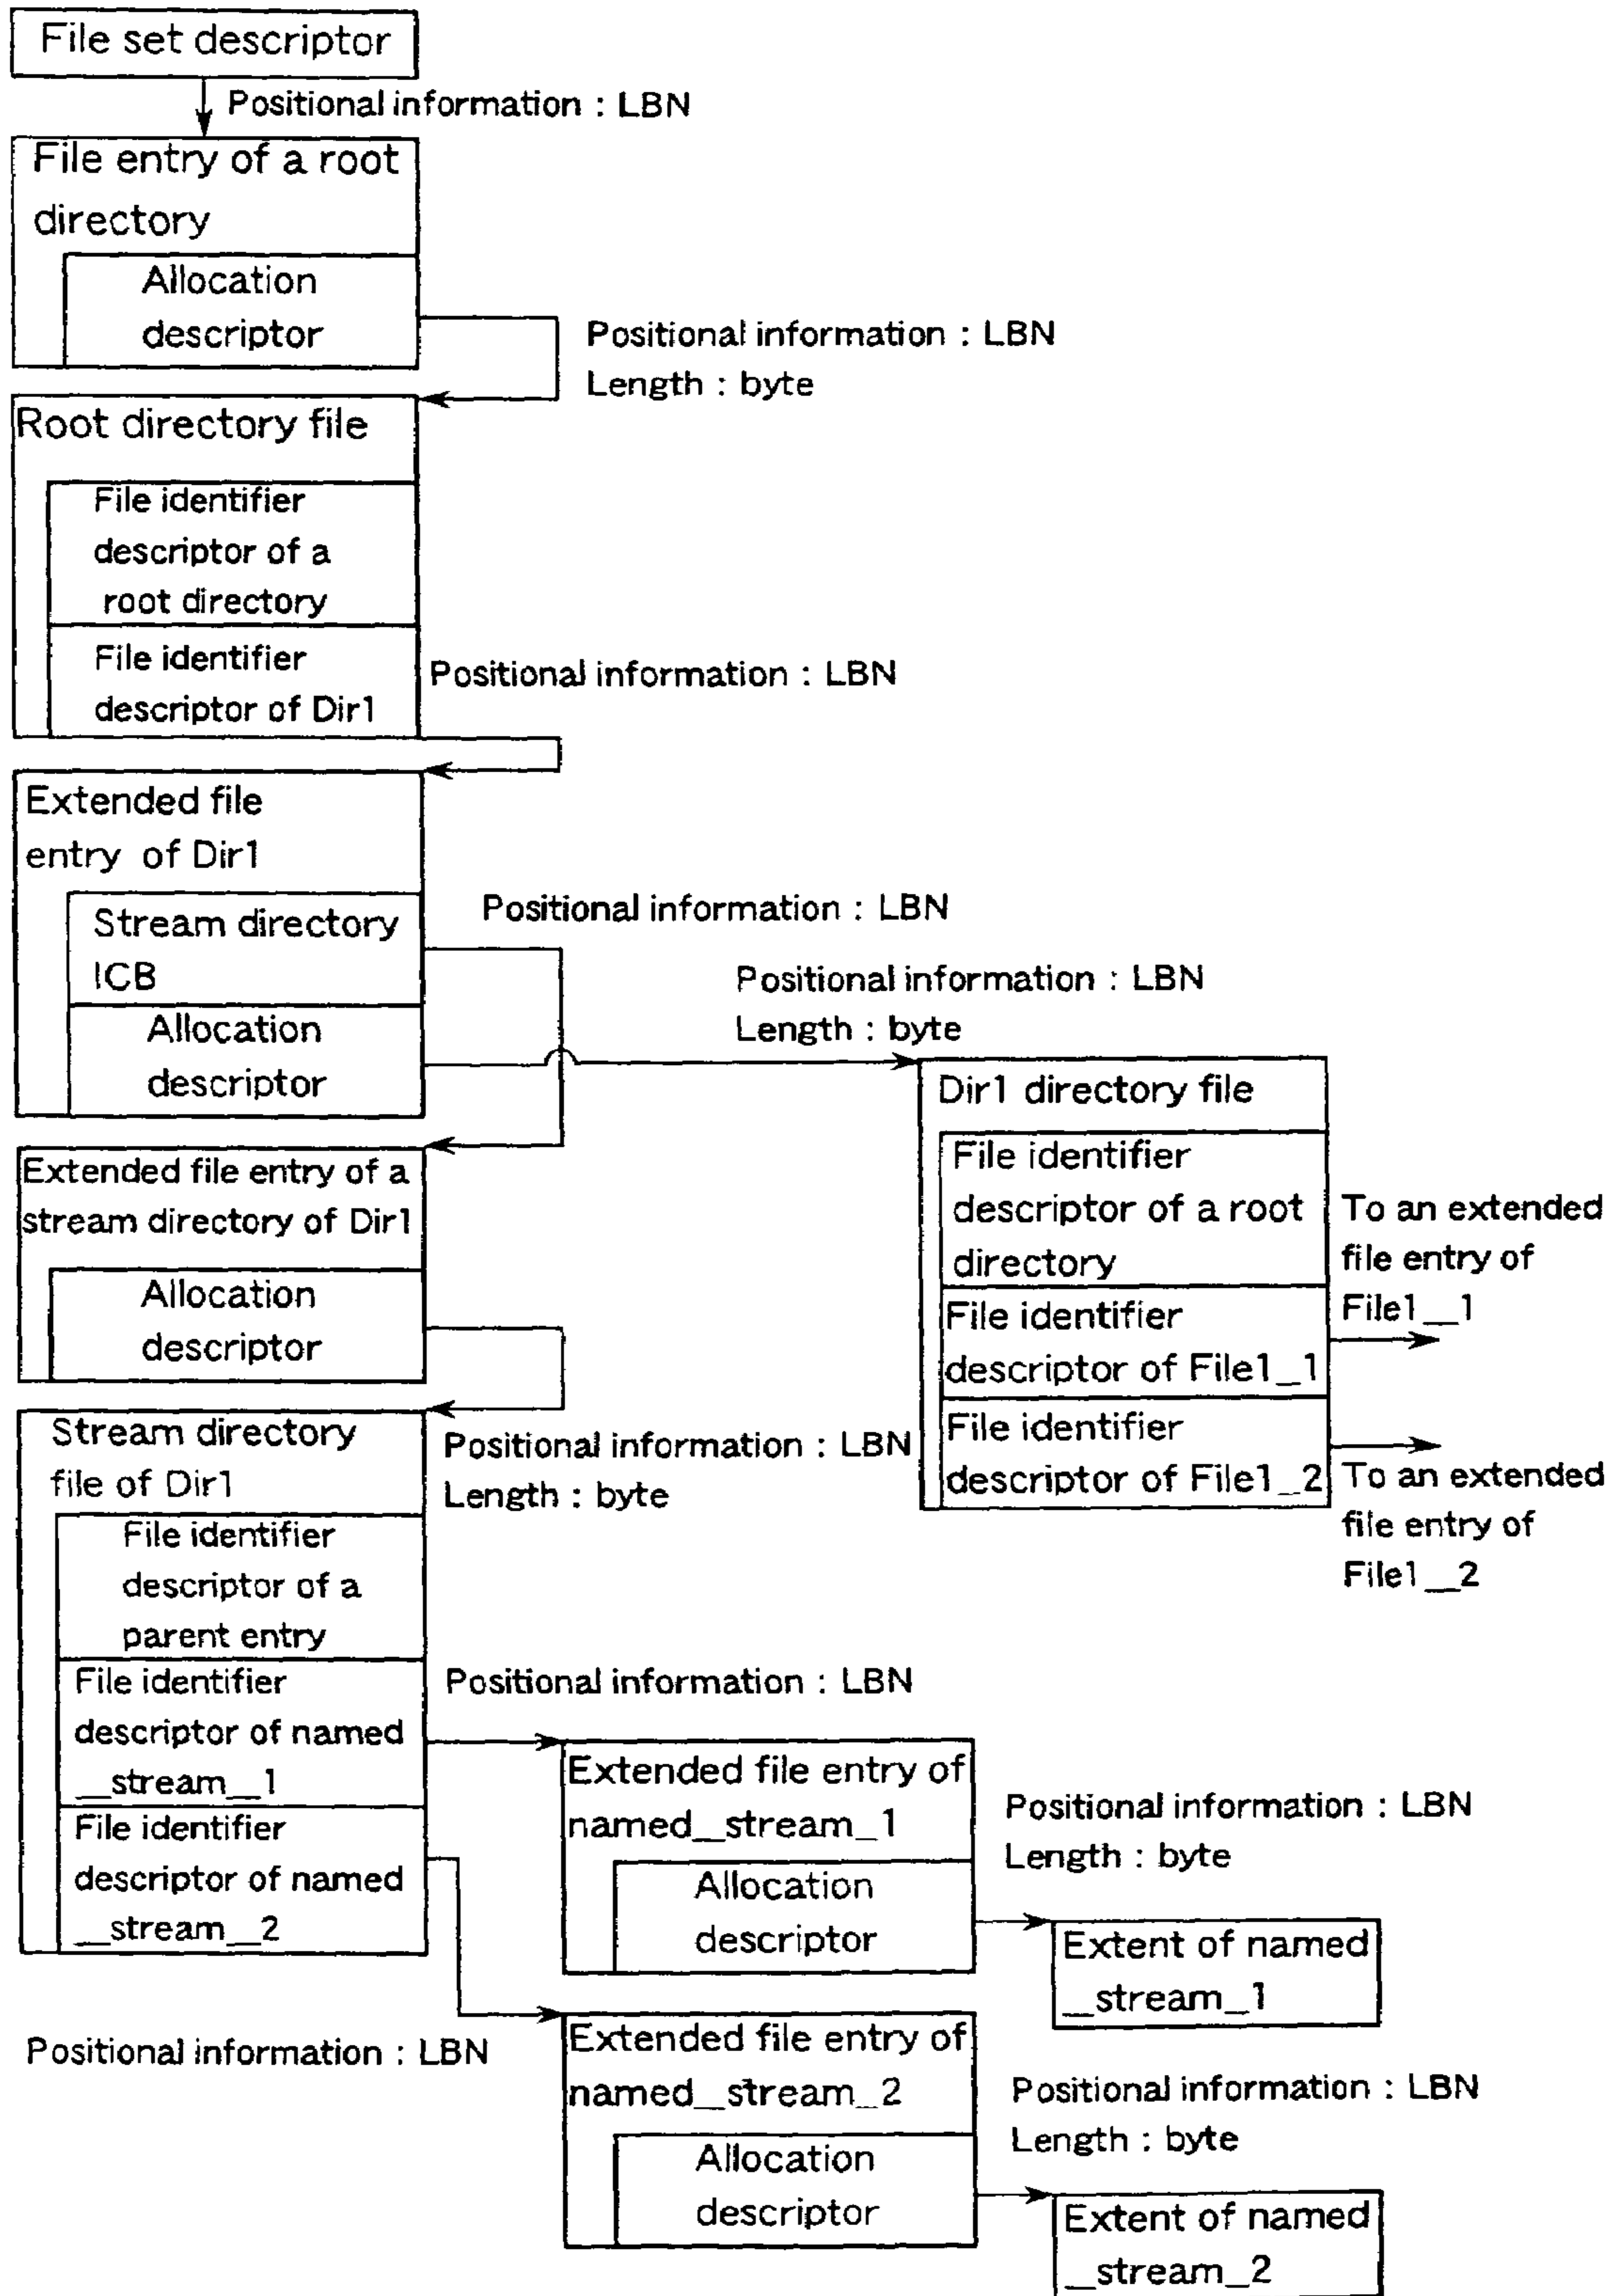 File set descriptor
Positional information : LBN
File entry of a root
directory
Allocation
descriptor
Positional information : LBN
Length : byte
Root directory file
File identifier
descriptor of a
root directory
File identifier
descriptor of Dir1
Positional information : LBN
Extended file
entry of Dir1
Stream directory
ICB
Positional information : LBN
Allocation
descriptor
Positional information : LBN
Length : byte
Dir1 directory file
File identifier
descriptor of a root
directory
File identifier
descriptor of File1_1
File identifier
descriptor of File1_2
To an extended
file entry of
File1__1
To an extended
file entry of
File1__2
Extended file entry of a
stream directory of Dir1
Allocation
descriptor
Positional information : LBN
Length : byte
Stream directory
file of Dir1
File identifier
descriptor of a
parent entry
File identifier
descriptor of named
__stream__1
File identifier
descriptor of named
__stream__2
Positional information : LBN
Extended file entry of
named__stream_1
Allocation
descriptor
Positional information : LBN
Length : byte
Extent of named
__stream_1
Positional information : LBN
Extended file entry of
named__stream_2
Allocation
descriptor
Positional information : LBN
Length : byte
Extent of named
__stream_2